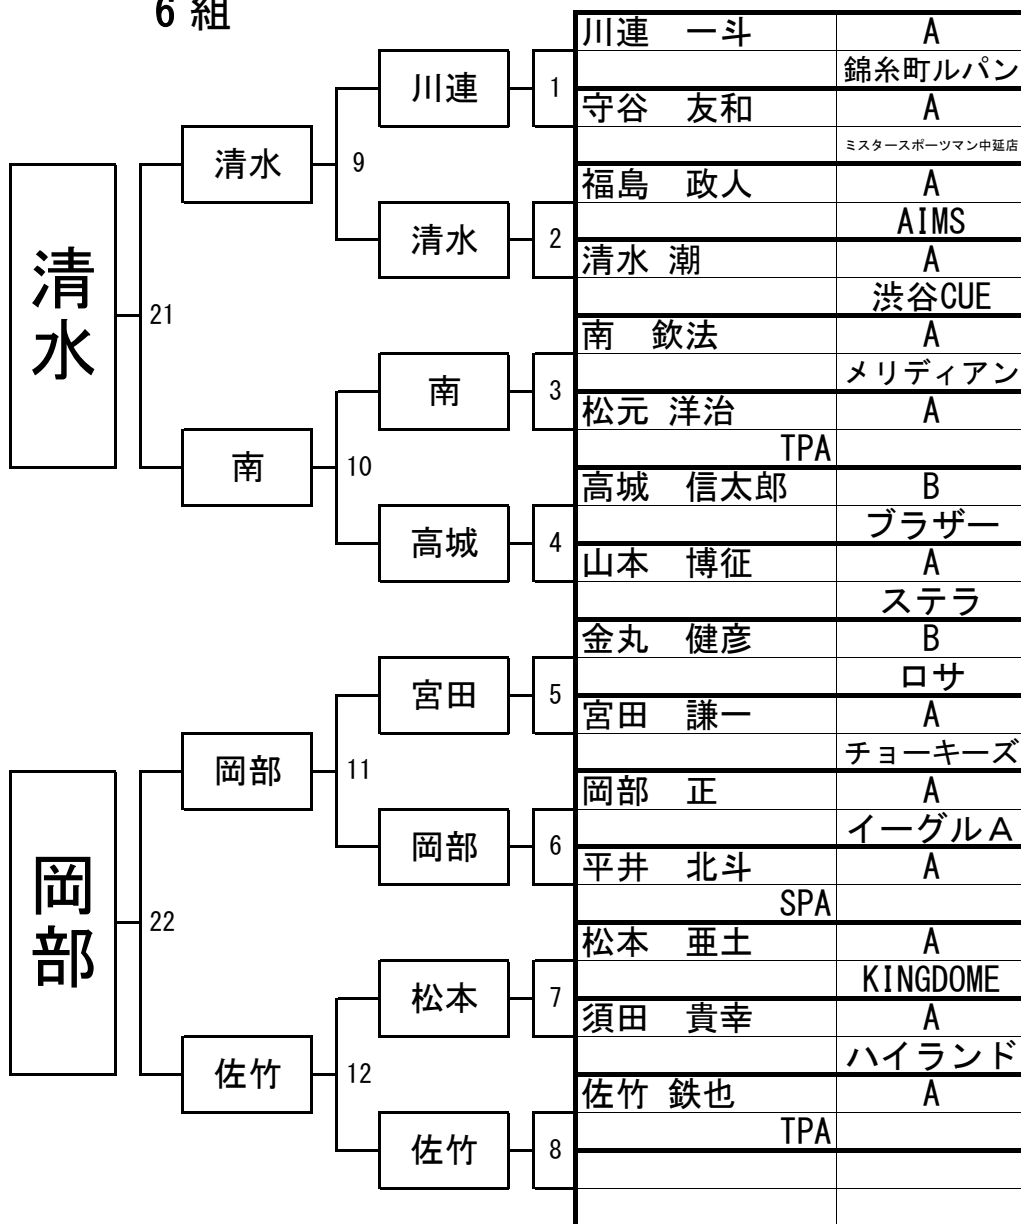 6 組
川連　一斗 A
錦糸町ルパン
川連 1
守谷　友和 A
ミスタースポーツマン中延店
清水 9
福島　政人 A
AIMS
清水 2
清水 潮 A
渋谷CUE
清水 21
南　欽法 A
メリディアン
南 3
松元 洋治 A
TPA
南 10
高城　信太郎 B
ブラザー
高城 4
山本　博征 A
ステラ
金丸　健彦 B
ロサ
宮田 5
宮田　謙一 A
チョーキーズ
岡部 11
岡部　正 A
イーグルＡ
岡部 6
平井　北斗 A
SPA
岡部 22
松本　亜土 A
KINGDOME
松本 7
須田　貴幸 A
ハイランド
佐竹 12
佐竹 鉄也 A
TPA
佐竹 8